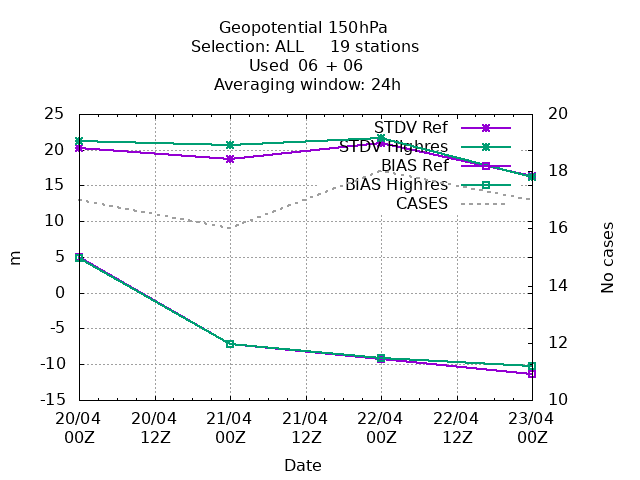 Geopotential 150hPa
Selection: ALL 19 stations
Used 06 + 06
Averaging window: 24h
25
20
15
10
5
0
-5
-10
-15
m
STDV Ref
STDV Highres
BIAS Ref
BIAS Highres
CASES
20
18
16
14
12
10
No cases
20/04 20/04 21/04 21/04 22/04 22/04 23/04
00Z 12Z 00Z 12Z 00Z 12Z 00Z
Date